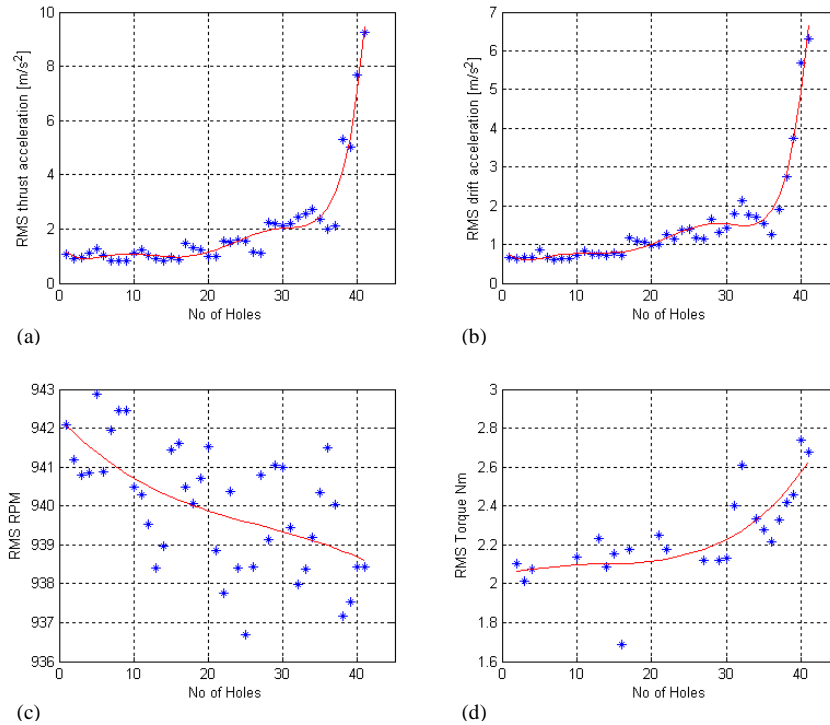 10
8
6
4
2
0
0 10 20 30 40
RMS thrust acceleration [m/s²]
No of Holes
(a)
7
6
5
4
3
2
1
0
0 10 20 30 40
RMS drift acceleration [m/s²]
No of Holes
(b)
943
942
941
940
939
938
937
936
0 10 20 30 40
RMS RPM
No of Holes
(c)
3
2.8
2.6
2.4
2.2
2
1.8
1.6
0 10 20 30 40
RMS Torque Nm
No of Holes
(d)